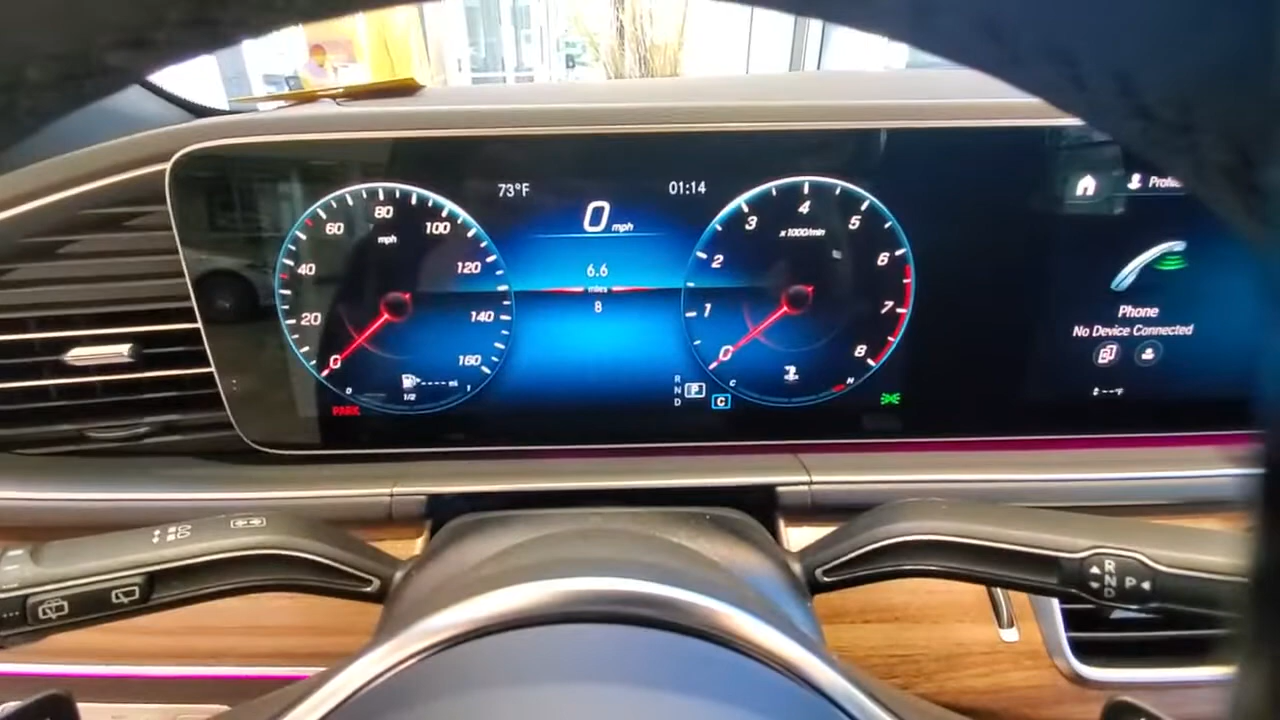 73°F
01:14
0 mph
6.6
miles
8
0
20
40
60
80
100
120
140
160
mph
0
1
2
3
4
5
6
7
8
x1000/min
1/2
1
---- mi
PARK
R
N
D
P
C
C
H
Profile
Phone
No Device Connected
--°F
R
N
D
P